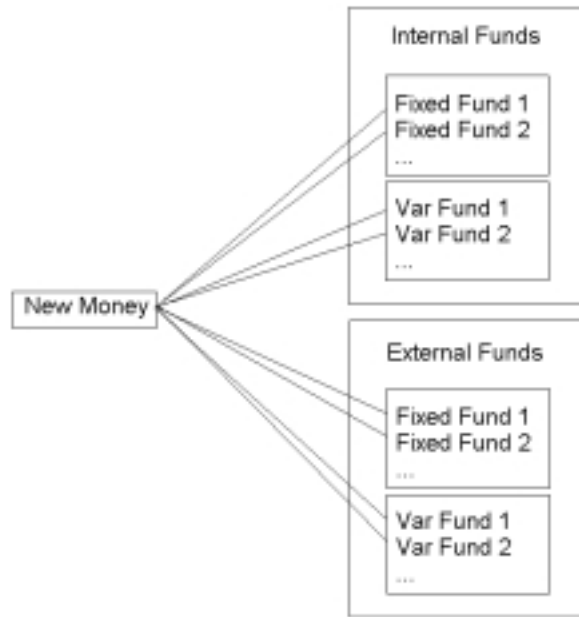 Internal Funds
Fixed Fund 1
Fixed Fund 2
...
Var Fund 1
Var Fund 2
...
New Money
External Funds
Fixed Fund 1
Fixed Fund 2
...
Var Fund 1
Var Fund 2
...